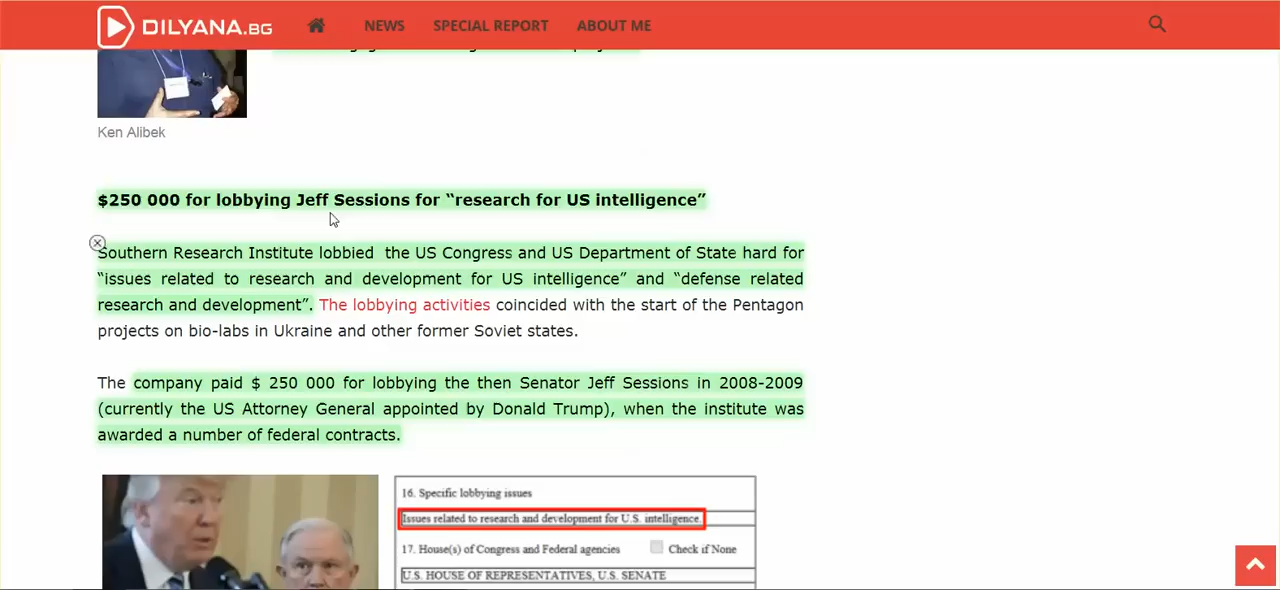 DILYANA.BG
NEWS
SPECIAL REPORT
ABOUT ME
Ken Alibek
$250 000 for lobbying Jeff Sessions for “research for US intelligence”
Southern Research Institute lobbied the US Congress and US Department of State hard for
“issues related to research and development for US intelligence” and “defense related
research and development”. The lobbying activities coincided with the start of the Pentagon
projects on bio-labs in Ukraine and other former Soviet states.
The company paid $ 250 000 for lobbying the then Senator Jeff Sessions in 2008-2009
(currently the US Attorney General appointed by Donald Trump), when the institute was
awarded a number of federal contracts.
16. Specific lobbying issues
Issues related to research and development for U.S. intelligence.
17. House(s) of Congress and Federal agencies Check if None
U.S. HOUSE OF REPRESENTATIVES, U.S. SENATE